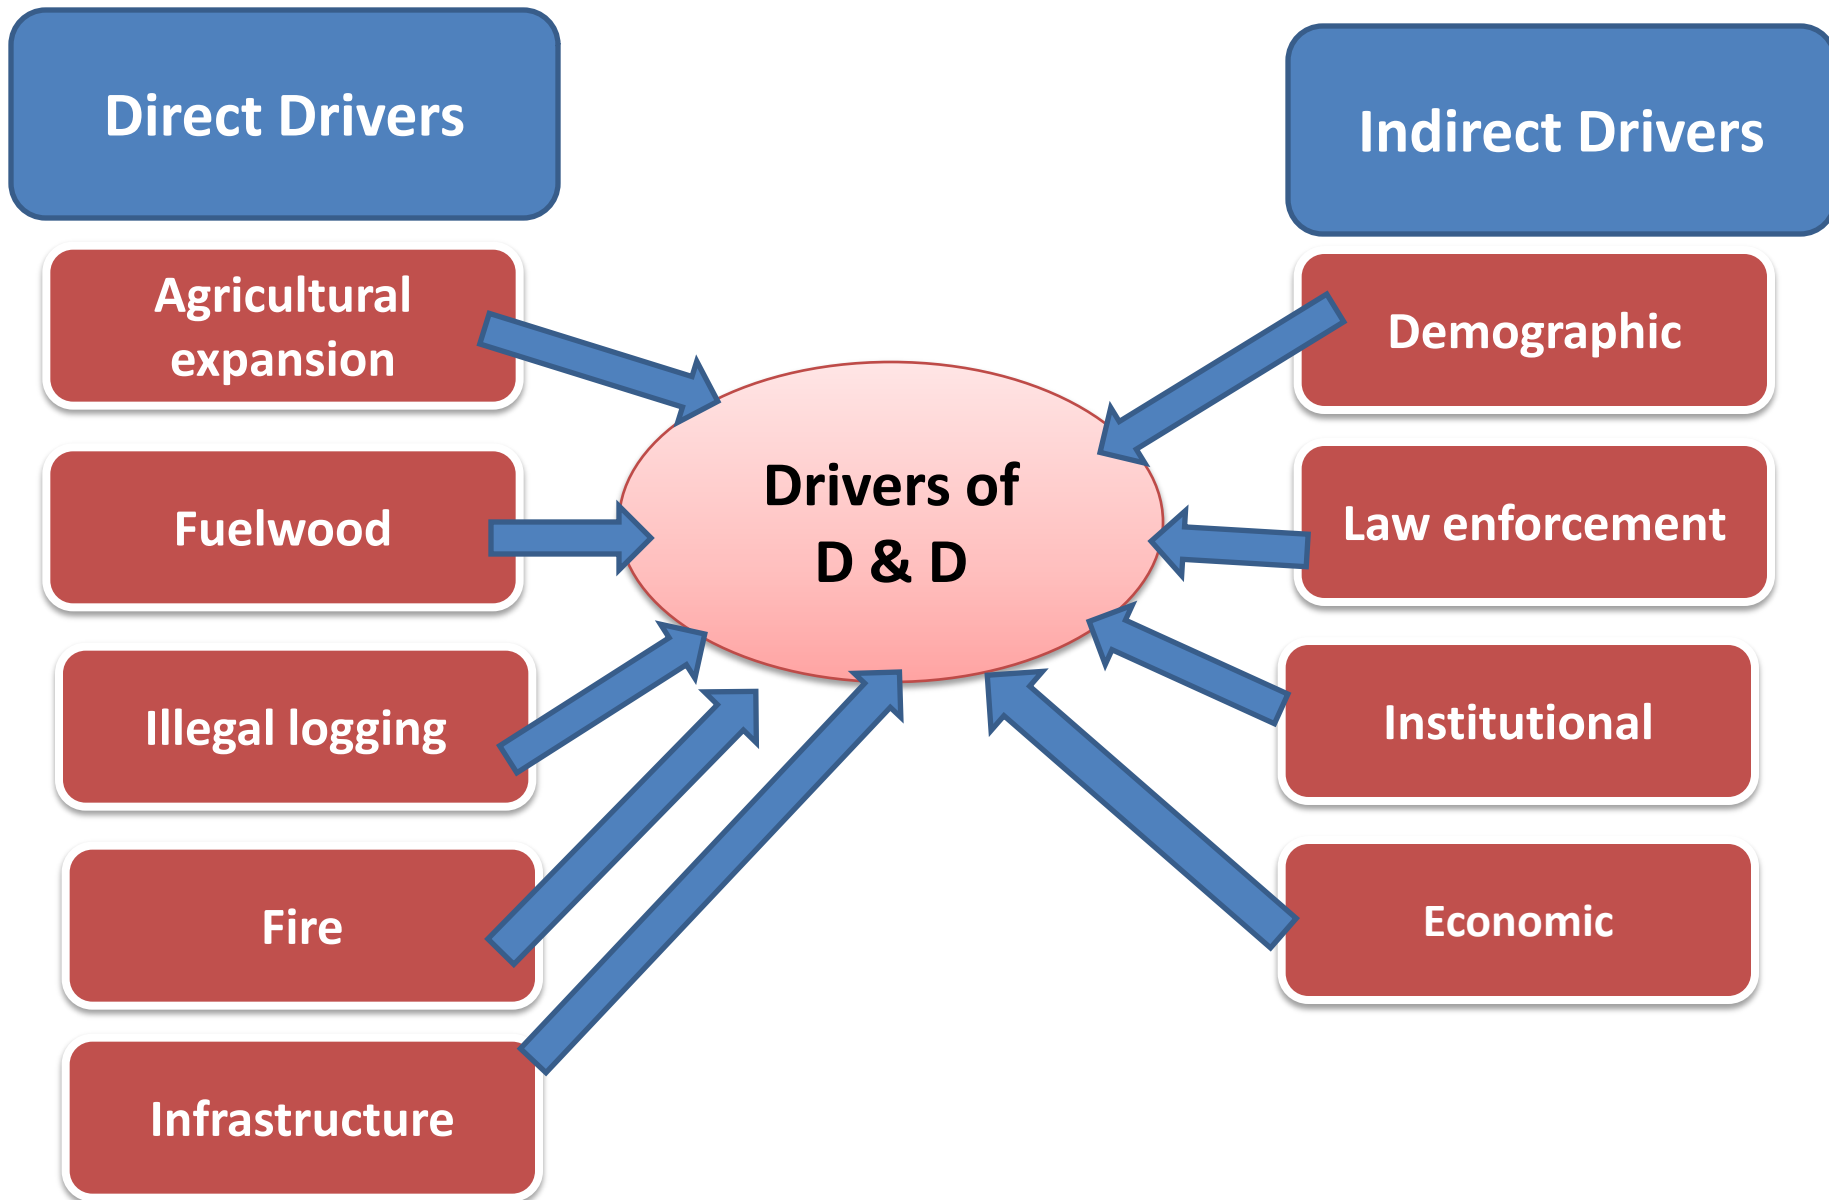 Direct Drivers
Agricultural
expansion
Fuelwood
Illegal logging
Fire
Infrastructure
Drivers of
D & D
Indirect Drivers
Demographic
Law enforcement
Institutional
Economic